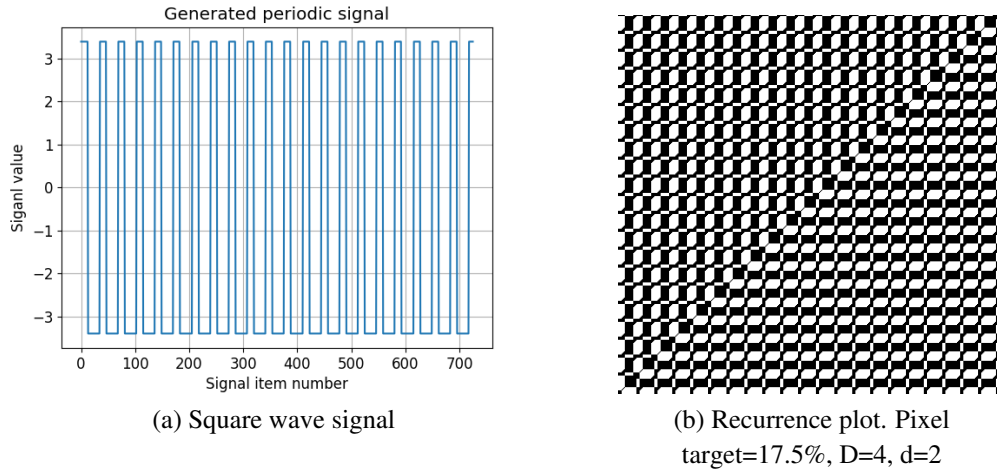 Generated periodic signal
3
2
1
0
−1
−2
−3
Siganl value
0 100 200 300 400 500 600 700
Signal item number
(a) Square wave signal
(b) Recurrence plot. Pixel
target=17.5%, D=4, d=2